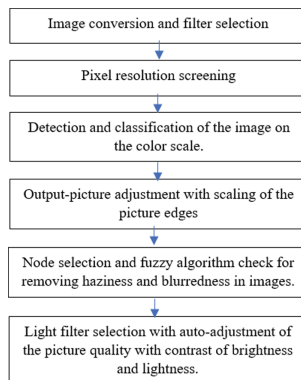 Image conversion and filter selection
Pixel resolution screening
Detection and classification of the image on
the color scale.
Output-picture adjustment with scaling of the
picture edges
Node selection and fuzzy algorithm check for
removing haziness and blurredness in images.
Light filter selection with auto-adjustment of
the picture quality with contrast of brightness
and lightness.